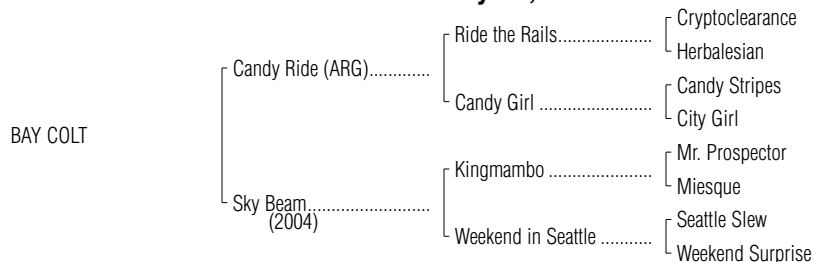 Cryptoclearance
Ride the Rails....................
Herbalesian
Candy Ride (ARG).............
Candy Stripes
Candy Girl ........................
City Girl
BAY COLT
Mr. Prospector
Kingmambo ......................
Miesque
Sky Beam..........................
(2004)
Seattle Slew
Weekend in Seattle ...........
Weekend Surprise